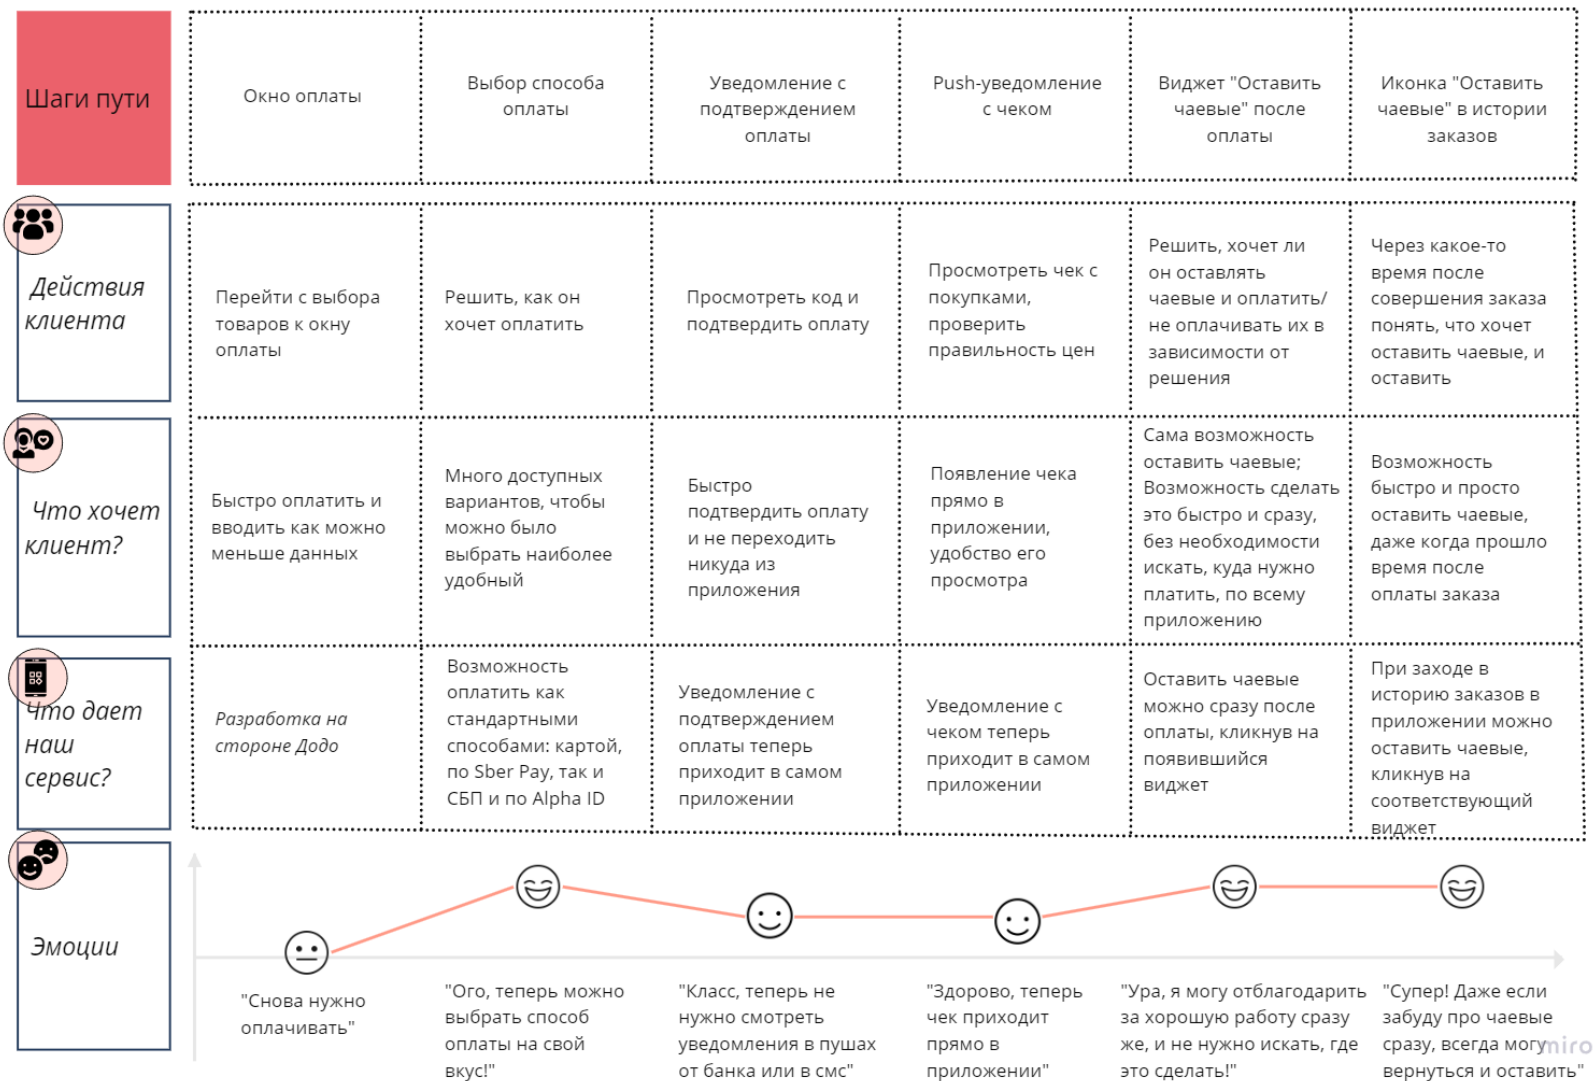 Шаги пути
Окно оплаты
Выбор способа
оплаты
Уведомление с
подтверждением
оплаты
Push-уведомление
с чеком
Виджет "Оставить
чаевые" после
оплаты
Иконка "Оставить
чаевые" в истории
заказов
Действия
клиента
Перейти с выбора
товаров к окну
оплаты
Решить, как он
хочет оплатить
Просмотреть код и
подтвердить оплату
Просмотреть чек с
покупками,
проверить
правильность цен
Решить, хочет ли
он оставлять
чаевые и оплатить/
не оплачивать их в
зависимости от
решения
Через какое-то
время после
совершения заказа
понять, что хочет
оставить чаевые, и
оставить
Что хочет
клиент?
Быстро оплатить и
вводить как можно
меньше данных
Много доступных
вариантов, чтобы
можно было
выбрать наиболее
удобный
Быстро
подтвердить оплату
и не переходить
никуда из
приложения
Появление чека
прямо в
приложении,
удобство его
просмотра
Сама возможность
оставить чаевые;
Возможность сделать
это быстро и сразу,
без необходимости
искать, куда нужно
платить, по всему
приложению
Возможность
быстро и просто
оставить чаевые,
даже когда прошло
время после
оплаты заказа
Что дает
наш
сервис?
Разработка на
стороне Додо
Возможность
оплатить как
стандартными
способами: картой,
по Sber Pay, так и
СБП и по Alpha ID
Уведомление с
подтверждением
оплаты теперь
приходит в самом
приложении
Уведомление с
чеком теперь
приходит в самом
приложении
Оставить чаевые
можно сразу после
оплаты, кликнув на
появившийся
виджет
При заходе в
историю заказов в
приложении можно
оставить чаевые,
кликнув на
соответствующий
виджет
Эмоции
"Снова нужно
оплачивать"
"Ого, теперь можно
выбрать способ
оплаты на свой
вкус!"
"Класс, теперь не
нужно смотреть
уведомления в пушах
от банка или в смс"
"Здорово, теперь
чек приходит
прямо в
приложении"
"Ура, я могу отблагодарить
за хорошую работу сразу
же, и не нужно искать, где
это сделать!"
"Супер! Даже если
забуду про чаевые
сразу, всегда могу
вернуться и оставить"
miro